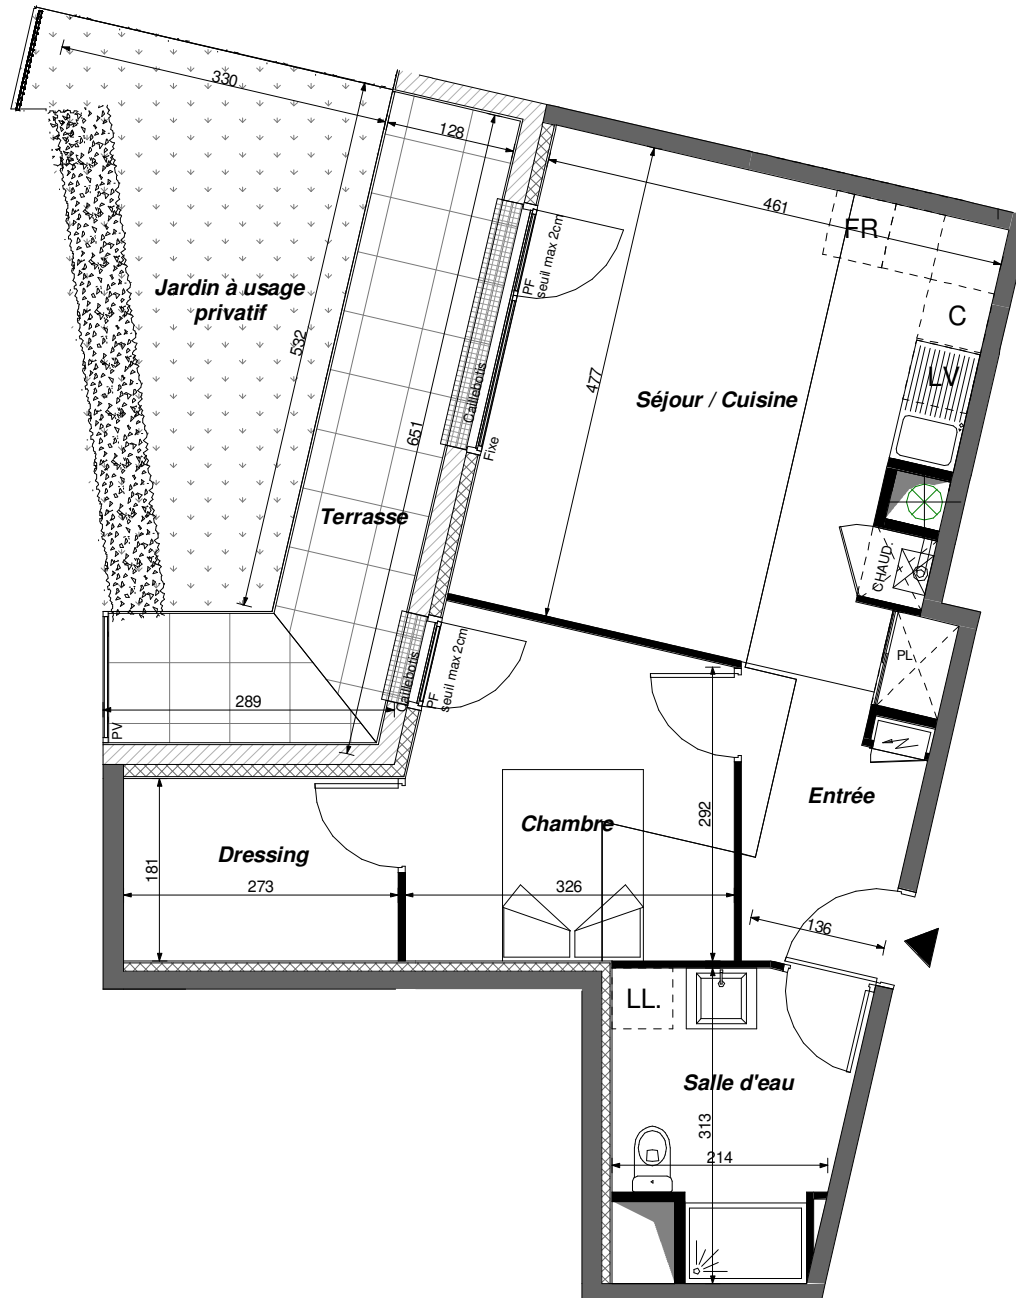 330
128
461
FR
PF
seuil max 2cm
Jardin à usage
privatif
C
532
477
LV
Caillebotis
Séjour / Cuisine
651
Fixe
Terrasse
CHAUD.
PL
Caillebotis
PF
seuil max 2cm
289
PV
Entrée
292
Chambre
Dressing
181
273
326
136
LL.
Salle d'eau
313
214